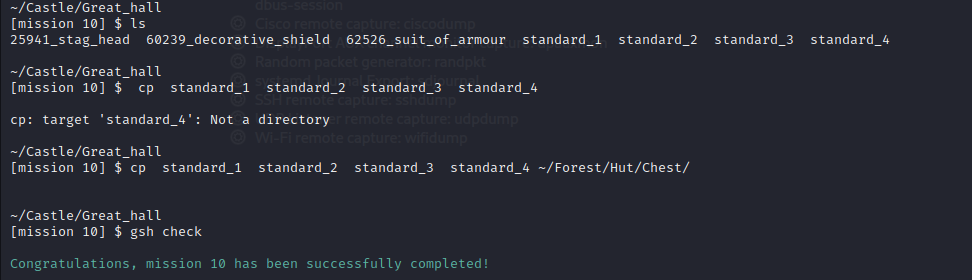 dbus-session
~/Castle/Great_hall
Cisco remote capture: ciscodump
[mission 10] $ ls
25941_stag_head  60239_decorative_shield  62526_suit_of_armour  standard_1  standard_2  standard_3  standard_4
Random packet generator: randpkt
~/Castle/Great_hall
[mission 10] $  cp  standard_1  standard_2  standard_3  standard_4
SSH remote capture: sshdump
cp: target 'standard_4': Not a directory
remote capture: udpdump
Wi-Fi remote capture: wifidump
~/Castle/Great_hall
[mission 10] $ cp  standard_1  standard_2  standard_3  standard_4 ~/Forest/Hut/Chest/
~/Castle/Great_hall
[mission 10] $ gsh check
Congratulations, mission 10 has been successfully completed!